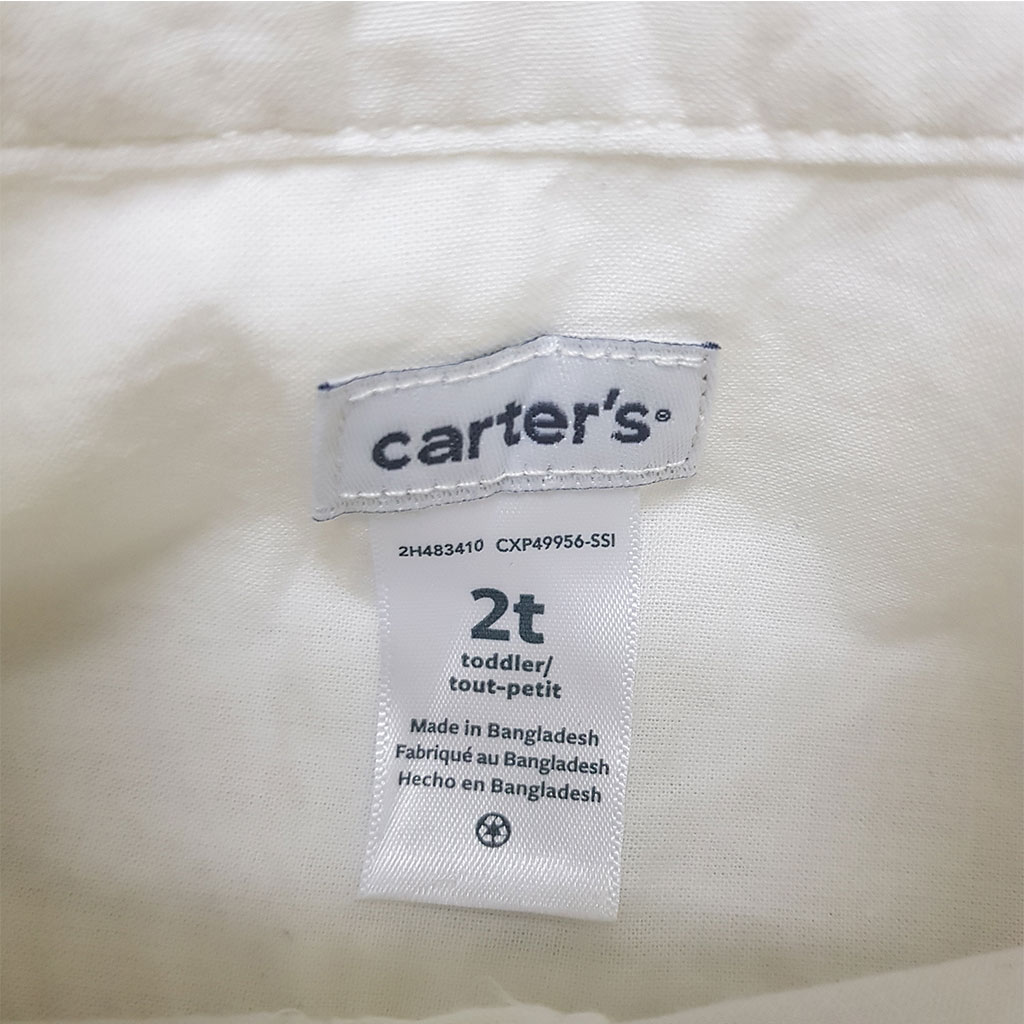 carter's®
2H483410 CXP49956-SSI
2t
toddler/
tout-petit
Made in Bangladesh
Fabriqué au Bangladesh
Hecho en Bangladesh